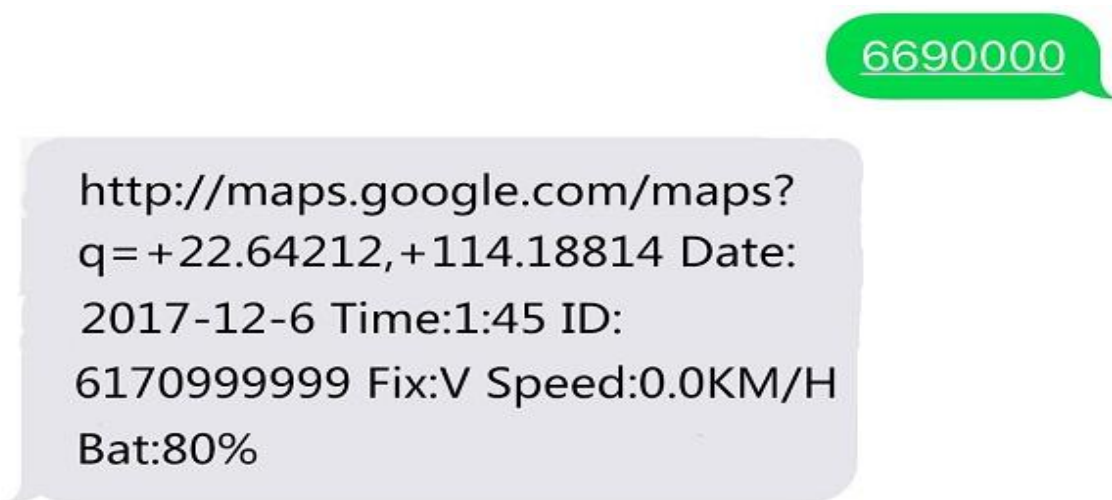 6690000
http://maps.google.com/maps?
q=+22.64212,+114.18814 Date:
2017-12-6 Time:1:45 ID:
6170999999 Fix:V Speed:0.0KM/H
Bat:80%